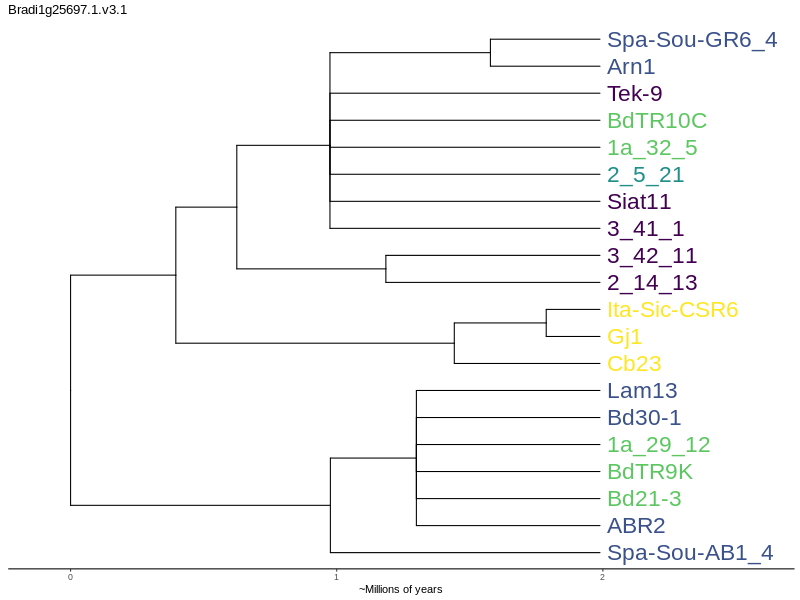 Bradi1g25697.1.v3.1
Spa-Sou-GR6_4
Arn1
Tek-9
BdTR10C
1a_32_5
2_5_21
Siat11
3_41_1
3_42_11
2_14_13
Ita-Sic-CSR6
Gj1
Cb23
Lam13
Bd30-1
1a_29_12
BdTR9K
Bd21-3
ABR2
Spa-Sou-AB1_4
0 1 2
~Millions of years